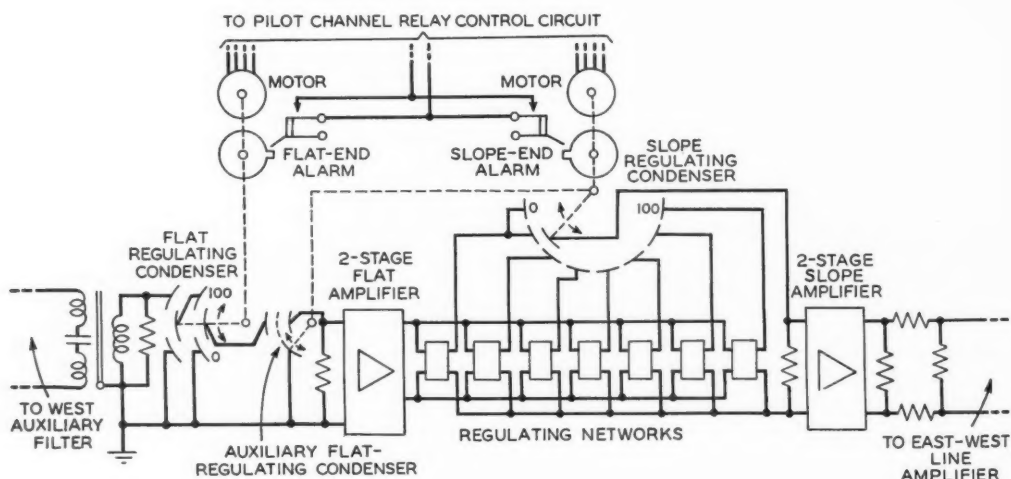 TO PILOT CHANNEL RELAY CONTROL CIRCUIT
MOTOR
MOTOR
FLAT-END
ALARM
SLOPE-END
ALARM
SLOPE
REGULATING
CONDENSER
FLAT
REGULATING
CONDENSER
100
0
0
100
2-STAGE
FLAT
AMPLIFIER
2-STAGE
SLOPE
AMPLIFIER
TO WEST
AUXILIARY
FILTER
AUXILIARY FLAT-
REGULATING CONDENSER
REGULATING NETWORKS
TO EAST-WEST
LINE
AMPLIFIER